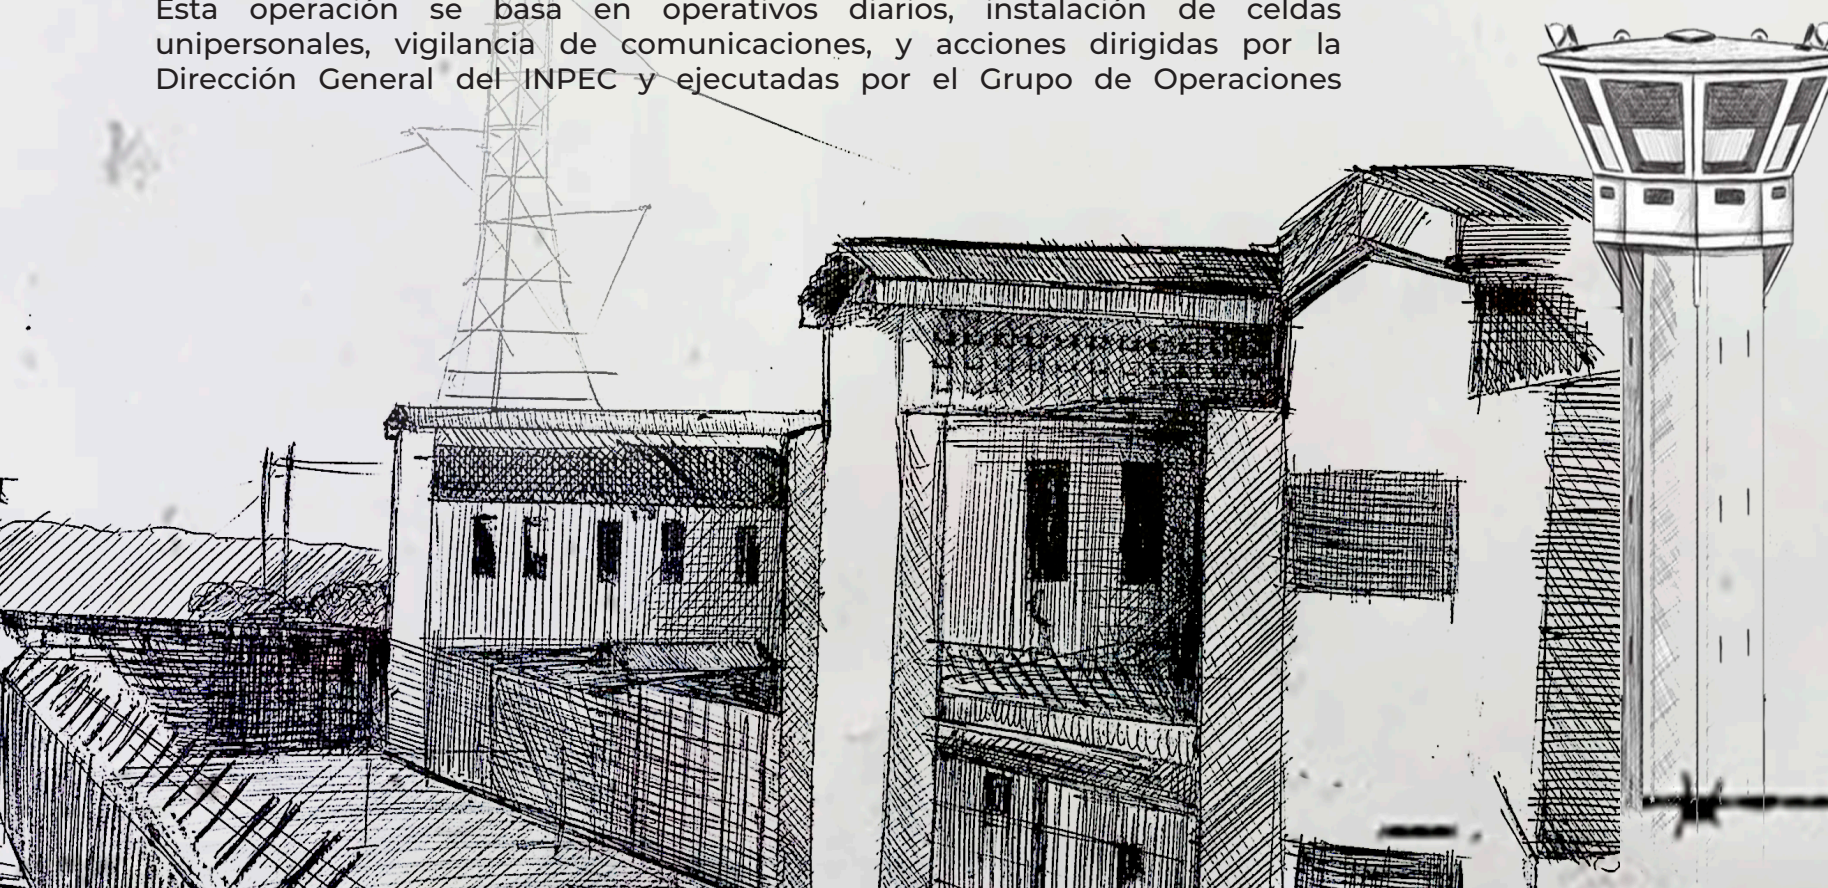 Esta operación se basa en operativos diarios, instalación de celdas
unipersonales, vigilancia de comunicaciones, y acciones dirigidas por la
Dirección General del INPEC y ejecutadas por el Grupo de Operaciones